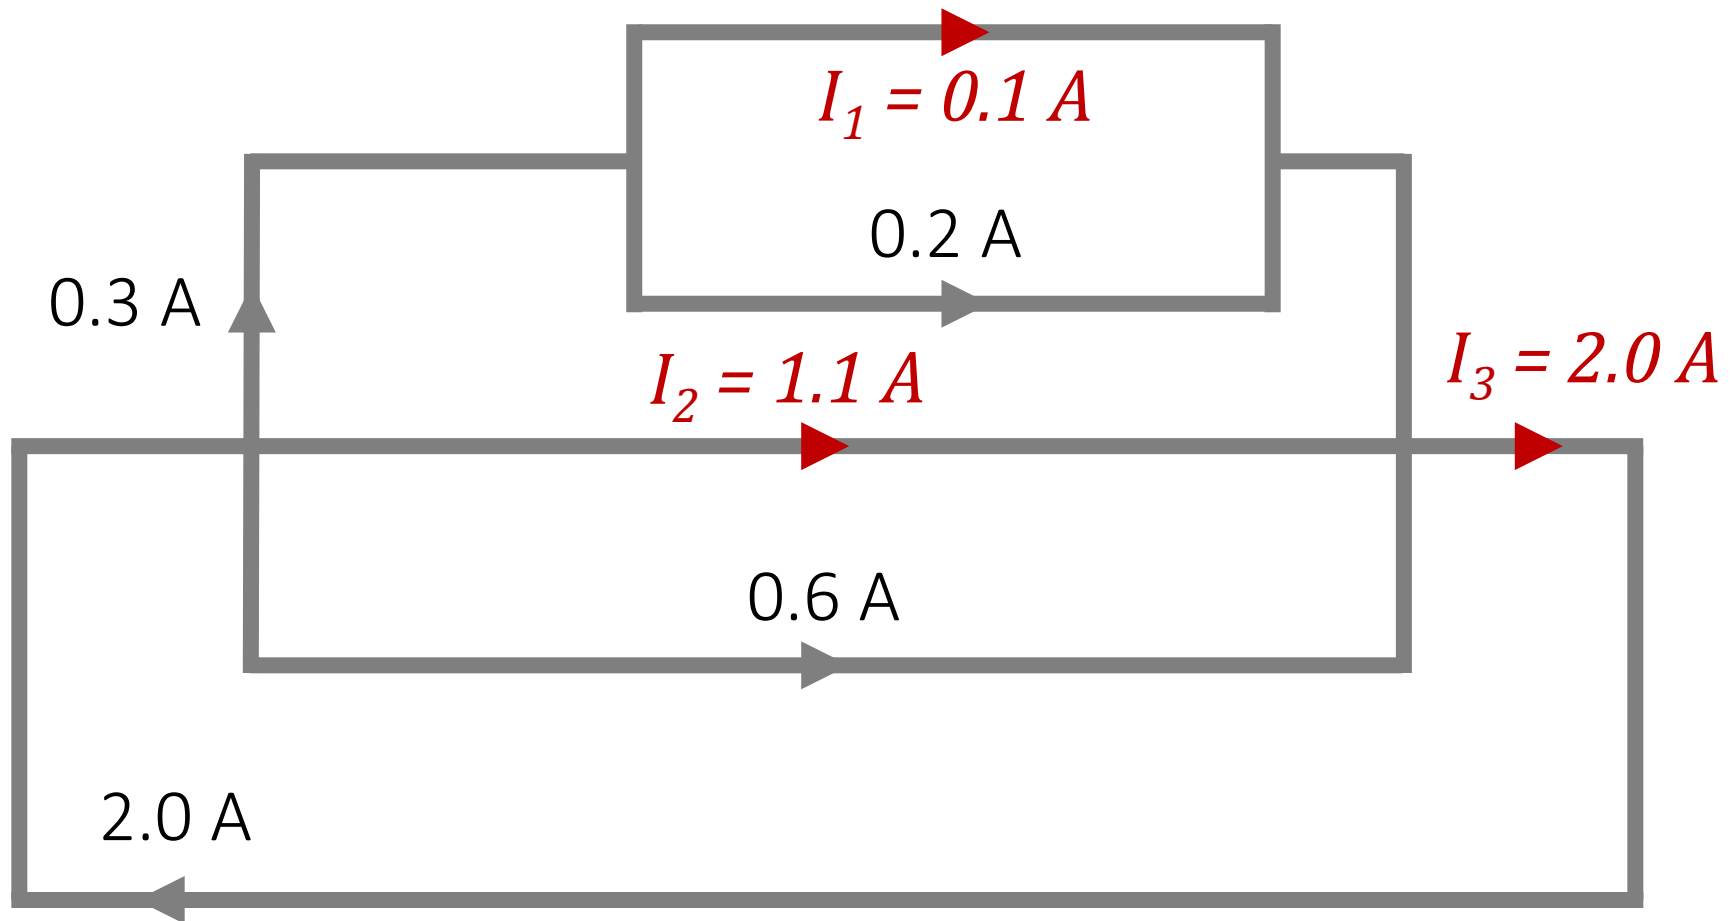 I₁ = 0.1 A
0.2 A
0.3 A
I₂ = 1.1 A
I₃ = 2.0 A
0.6 A
2.0 A